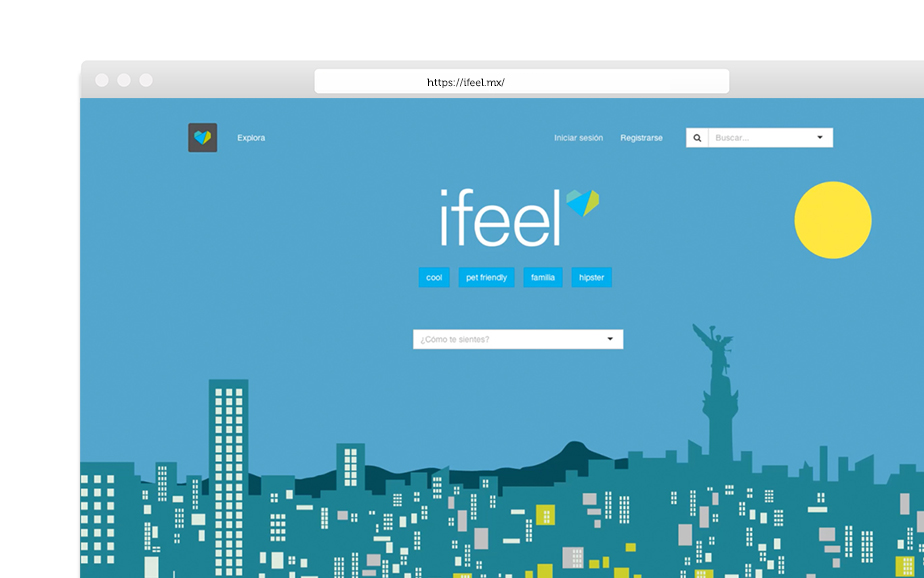 https://ifeel.mx/
Explora
Iniciar sesión
Registrarse
Buscar...
ifeel
cool
pet friendly
familia
hipster
¿Cómo te sientes?